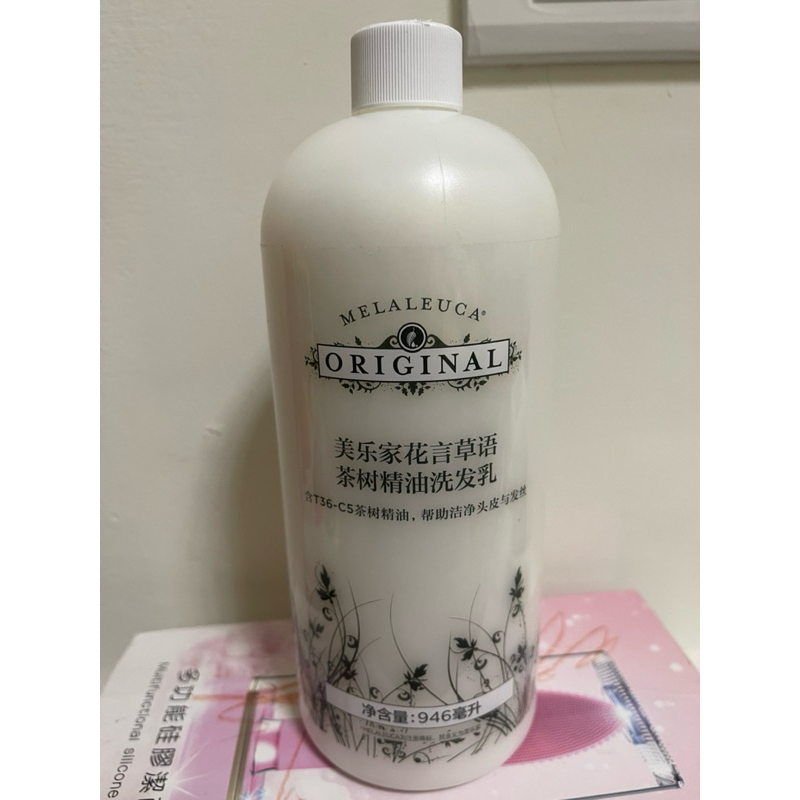 MELALEUCA®
ORIGINAL
美乐家花言草语
茶树精油洗发乳
含T36-C5茶树精油，帮助洁净头皮与发丝
净含量:946毫升
多功能硅膠潔
Multifunctional silicone